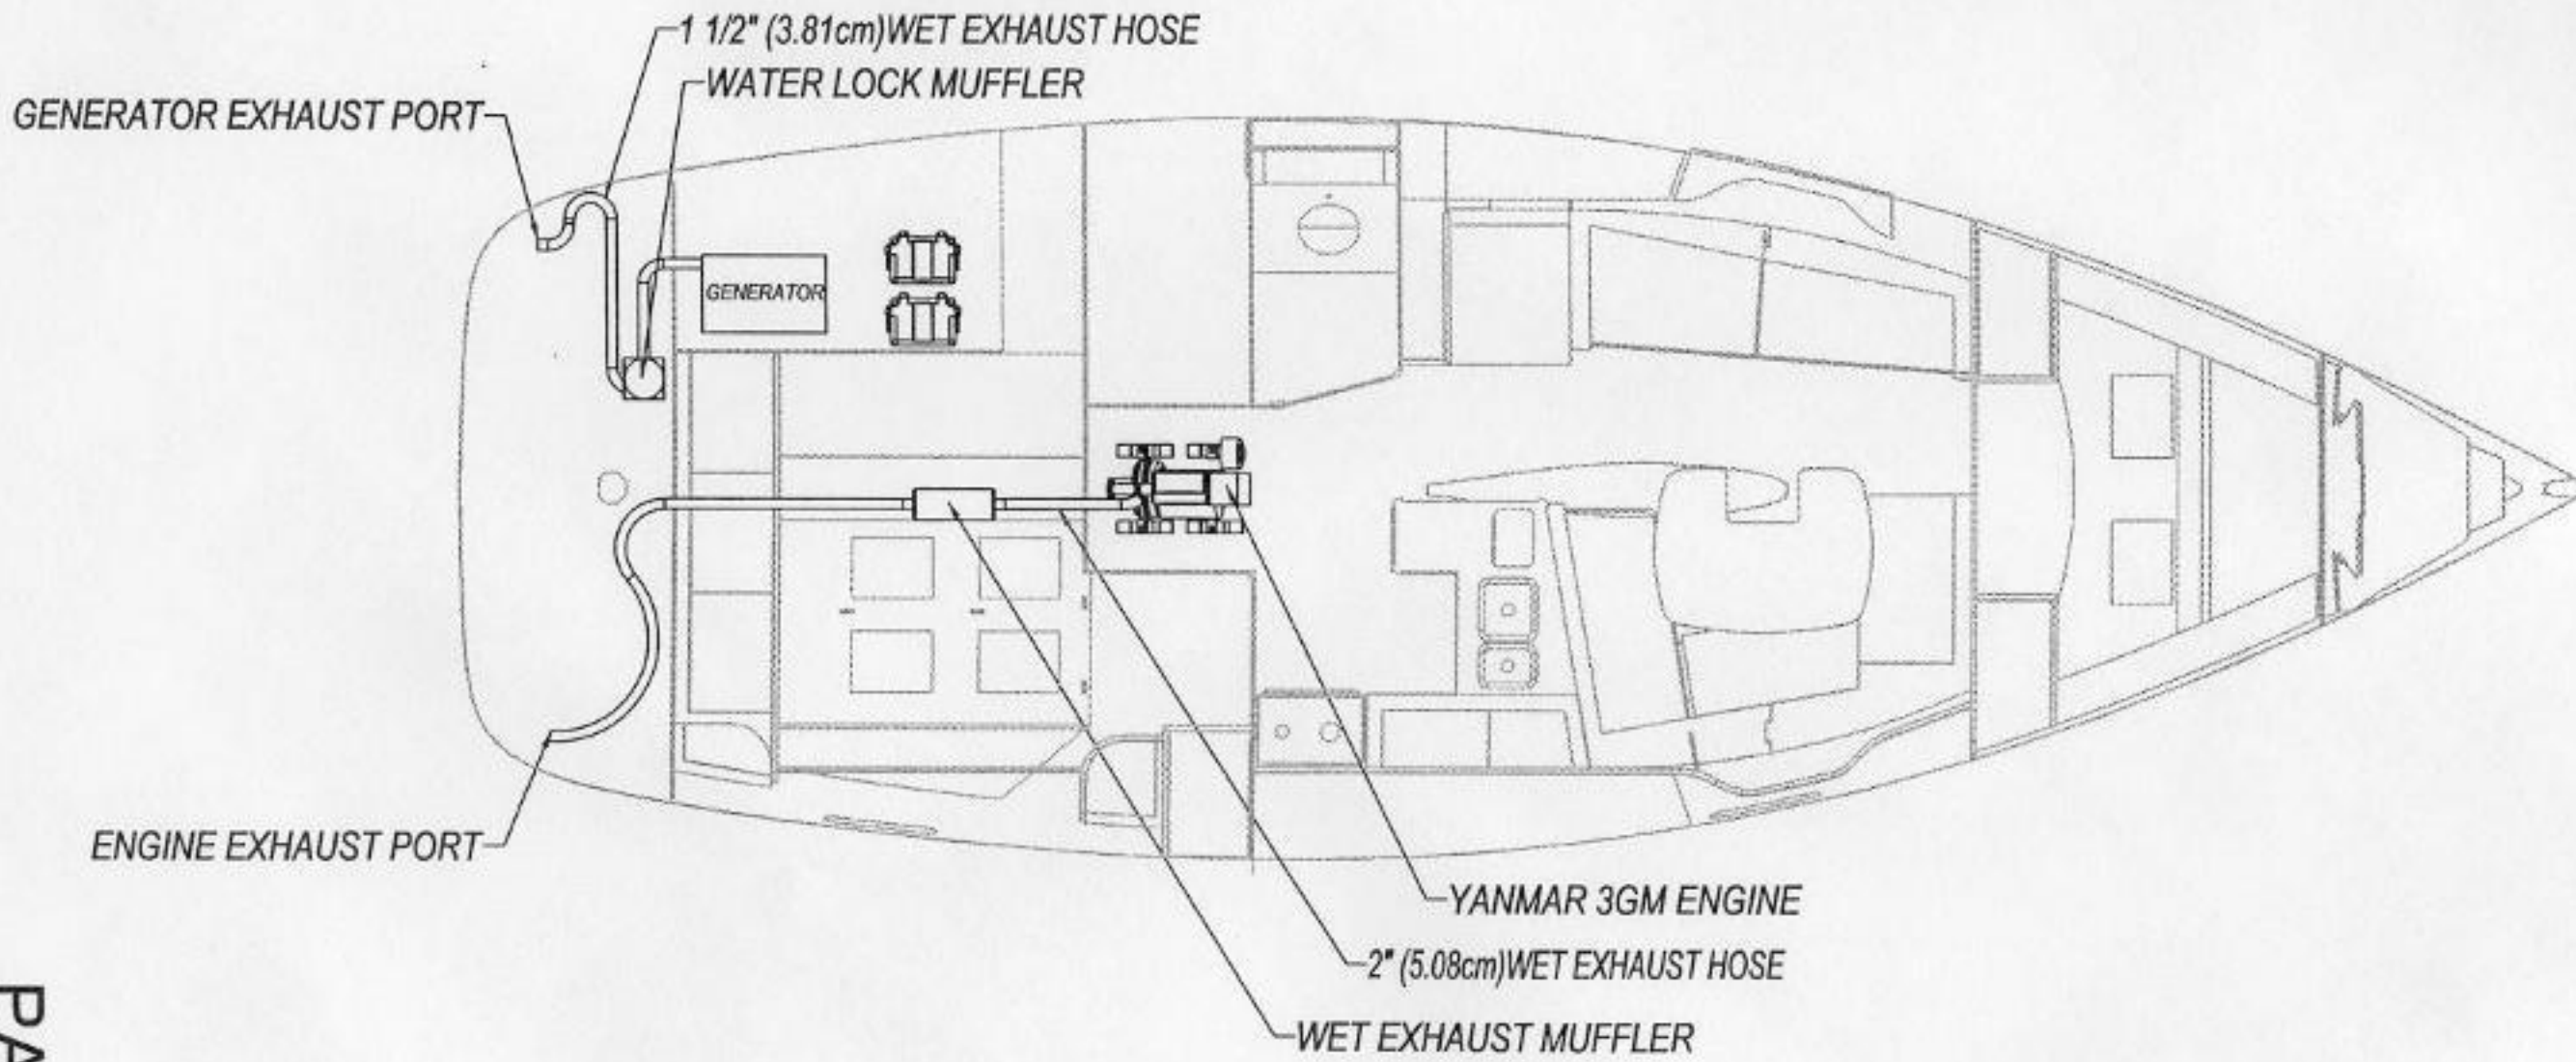 1 1/2" (3.81cm)WET EXHAUST HOSE
WATER LOCK MUFFLER
GENERATOR EXHAUST PORT
GENERATOR
ENGINE EXHAUST PORT
YANMAR 3GM ENGINE
2" (5.08cm)WET EXHAUST HOSE
WET EXHAUST MUFFLER
PA